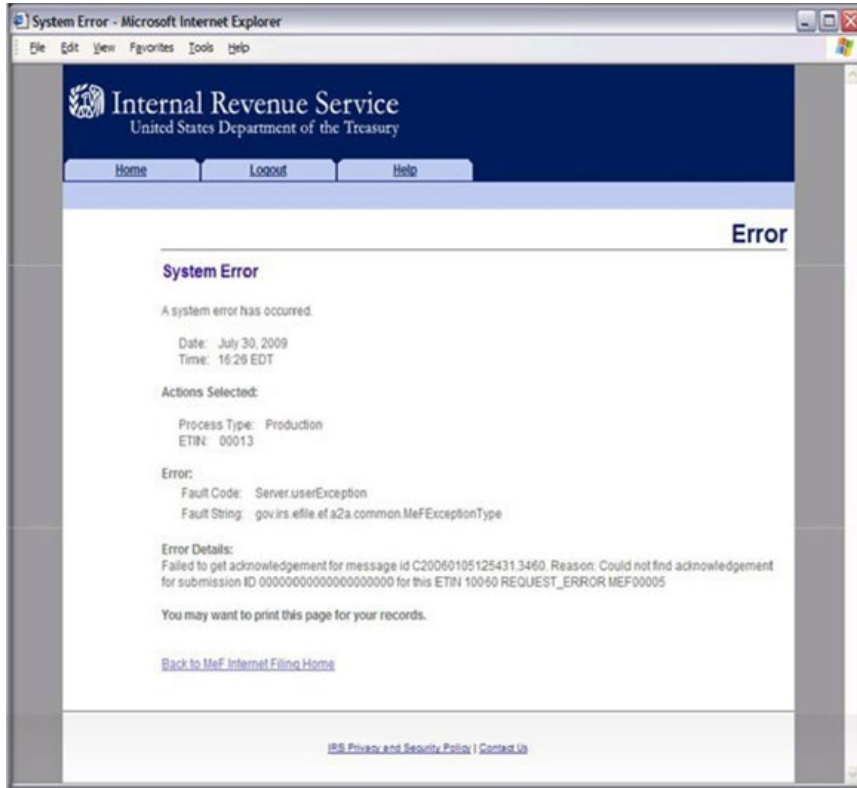 System Error - Microsoft Internet Explorer
File Edit View Favorites Tools Help
Internal Revenue Service
United States Department of the Treasury
Home Logout Help
Error
System Error
A system error has occurred.
Date: July 30, 2009
Time: 16:26 EDT
Actions Selected:
Process Type: Production
ETIN: 00013
Error:
Fault Code: Server.userException
Fault String: gov.irs.efile.ef.a2a.common.MeFExceptionType
Error Details:
Failed to get acknowledgement for message id C20060105125431.3460. Reason: Could not find acknowledgement
for submission ID 00000000000000000000 for this ETIN 10060 REQUEST_ERROR MEF00005
You may want to print this page for your records.
Back to MeF Internet Filing Home
IRS Privacy and Security Policy | Contact Us